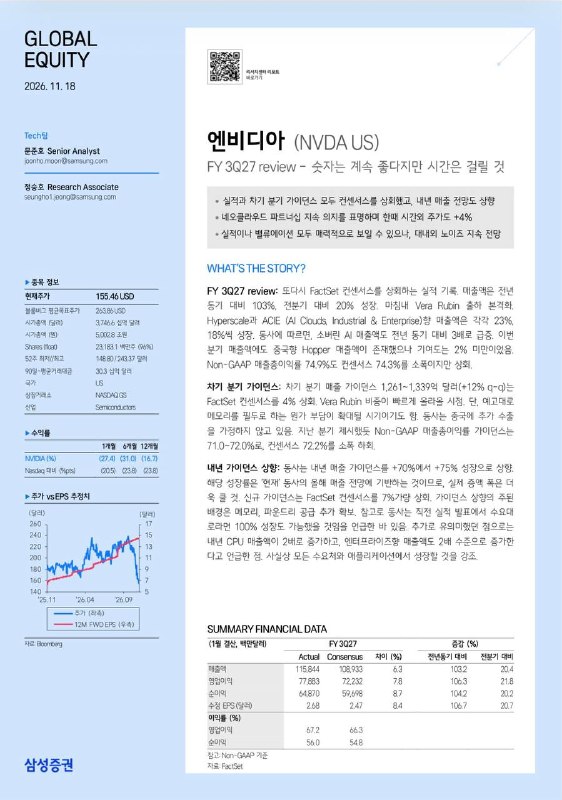 GLOBAL
EQUITY
2026. 11. 18
Tech팀
문준호 Senior Analyst
joonho.moon@samsung.com
정승호 Research Associate
seungho1.jeong@samsung.com
▶ 종목 정보
현재주가 155.46 USD
블룸버그 평균목표주가 263.86 USD
시가총액 (달러) 3,746.6 십억 달러
시가총액 (원) 5,002.8 조원
Shares (float) 23,183.1 백만주 (96%)
52주 최저/최고 148.80 / 243.37 달러
90일-평균거래대금 30.3 십억 달러
국가 US
상장거래소 NASDAQ GS
산업 Semiconductors
▶ 수익률
1개월 6개월 12개월
NVIDIA (%) (27.4) (31.0) (16.7)
Nasdaq 대비 (%pts) (20.5) (23.8) (23.8)
▶ 주가 vs EPS 추정치
(달러) (달러)
260 17
240 15
220 13
200 11
180 9
160 7
140 5
'25.11 '26.04 '26.09
주가 (좌측)
12M FWD EPS (우측)
자료: Bloomberg
삼성증권
리서치센터 리포트
바로가기
엔비디아 (NVDA US)
FY 3Q27 review - 숫자는 계속 좋다지만 시간은 걸릴 것
• 실적과 차기 분기 가이던스 모두 컨센서스를 상회했고, 내년 매출 전망도 상향
• 네오클라우드 파트너십 지속 의지를 표명하며 한때 시간외 주가도 +4%
• 실적이나 밸류에이션 모두 매력적으로 보일 수 있으나, 대내외 노이즈 지속 전망
WHAT'S THE STORY?
FY 3Q27 review: 또다시 FactSet 컨센서스를 상회하는 실적 기록. 매출액은 전년
동기 대비 103%, 전분기 대비 20% 성장. 마침내 Vera Rubin 출하 본격화.
Hyperscale과 ACIE (AI Clouds, Industrial & Enterprise)향 매출액은 각각 23%,
18%씩 성장. 동사에 따르면, 소버린 AI 매출액도 전년 동기 대비 3배로 급증. 이번
분기 매출액에도 중국향 Hopper 매출액이 존재했으나 기여도는 2% 미만이었음.
Non-GAAP 매출총이익률 74.9%도 컨센서스 74.3%를 소폭이지만 상회.
차기 분기 가이던스: 차기 분기 매출 가이던스 1,261~1,339억 달러(+12% q-q)는
FactSet 컨센서스를 4% 상회. Vera Rubin 비중이 빠르게 올라올 시점. 단, 예고대로
메모리를 필두로 하는 원가 부담이 확대될 시기이기도 함. 동사는 중국에 추가 수출
을 가정하지 않고 있음. 지난 분기 제시했듯 Non-GAAP 매출총이익률 가이던스는
71.0~72.0%로, 컨센서스 72.2%를 소폭 하회.
내년 가이던스 상향: 동사는 내년 매출 가이던스를 +70%에서 +75% 성장으로 상향.
해당 성장률은 '현재' 동사의 올해 매출 전망에 기반하는 것이므로, 실제 증액 폭은 더
욱 클 것. 신규 가이던스는 FactSet 컨센서스를 7%가량 상회. 가이던스 상향의 주된
배경은 메모리, 파운드리 공급 추가 확보. 참고로 동사는 직전 실적 발표에서 수요대
로라면 100% 성장도 가능했을 것임을 언급한 바 있음. 추가로 유의미했던 점으로는
내년 CPU 매출액이 2배로 증가하고, 엔터프라이즈향 매출액도 2배 수준으로 증가한
다고 언급한 점. 사실상 모든 수요처와 애플리케이션에서 성장할 것을 강조.
SUMMARY FINANCIAL DATA
(1월 결산, 백만달러) FY 3Q27 증감 (%)
Actual Consensus 차이 (%) 전년동기 대비 전분기 대비
매출액 115,844 108,933 6.3 103.2 20.4
영업이익 77,883 72,232 7.8 106.3 21.8
순이익 64,870 59,698 8.7 104.2 20.2
수정 EPS (달러) 2.68 2.47 8.4 106.7 20.7
이익률 (%)
영업이익 67.2 66.3
순이익 56.0 54.8
참고: Non-GAAP 기준
자료: FactSet